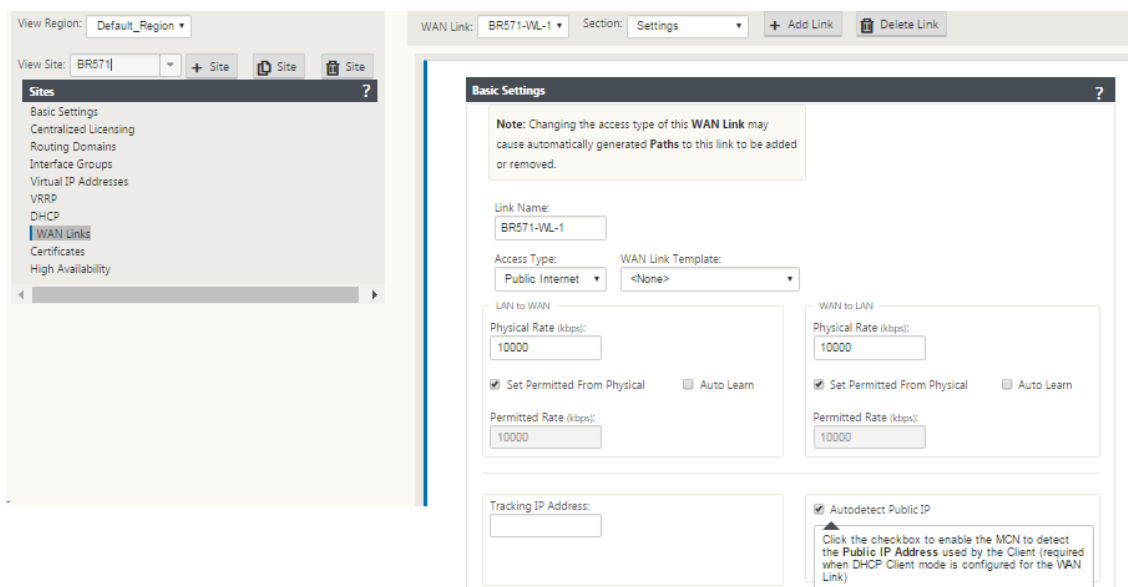 View Region: Default_Region
View Site: BR571 + Site Site Site
Sites ?
Basic Settings
Centralized Licensing
Routing Domains
Interface Groups
Virtual IP Addresses
VRRP
DHCP
WAN Links
Certificates
High Availability
WAN Link: BR571-WL-1 Section: Settings + Add Link Delete Link
Basic Settings ?
Note: Changing the access type of this WAN Link may
cause automatically generated Paths to this link to be added
or removed.
Link Name:
BR571-WL-1
Access Type: WAN Link Template:
Public Internet <None>
LAN to WAN
Physical Rate (kbps):
10000
Set Permitted From Physical Auto Learn
Permitted Rate (kbps):
10000
WAN to LAN
Physical Rate (kbps):
10000
Set Permitted From Physical Auto Learn
Permitted Rate (kbps):
10000
Tracking IP Address:
Autodetect Public IP
Click the checkbox to enable the MCN to detect
the Public IP Address used by the Client (required
when DHCP Client mode is configured for the WAN
Link)